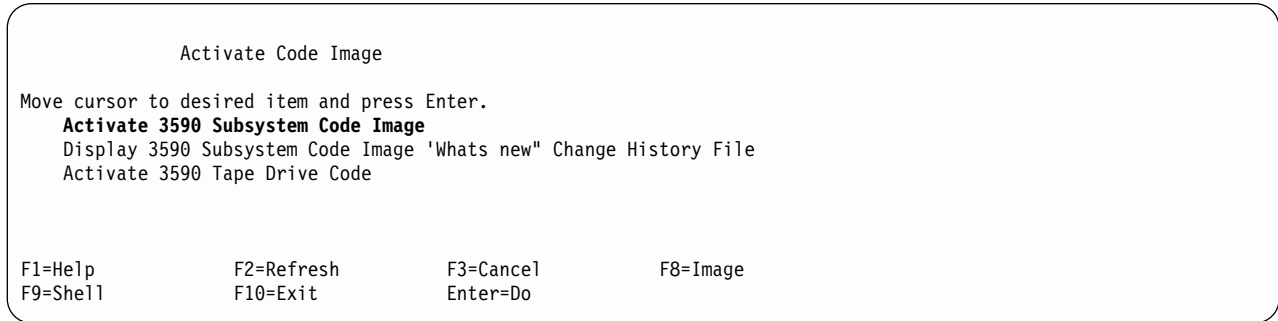 Activate Code Image
Move cursor to desired item and press Enter.
Activate 3590 Subsystem Code Image
Display 3590 Subsystem Code Image 'Whats new" Change History File
Activate 3590 Tape Drive Code
F1=Help F2=Refresh F3=Cancel F8=Image
F9=Shell F10=Exit Enter=Do